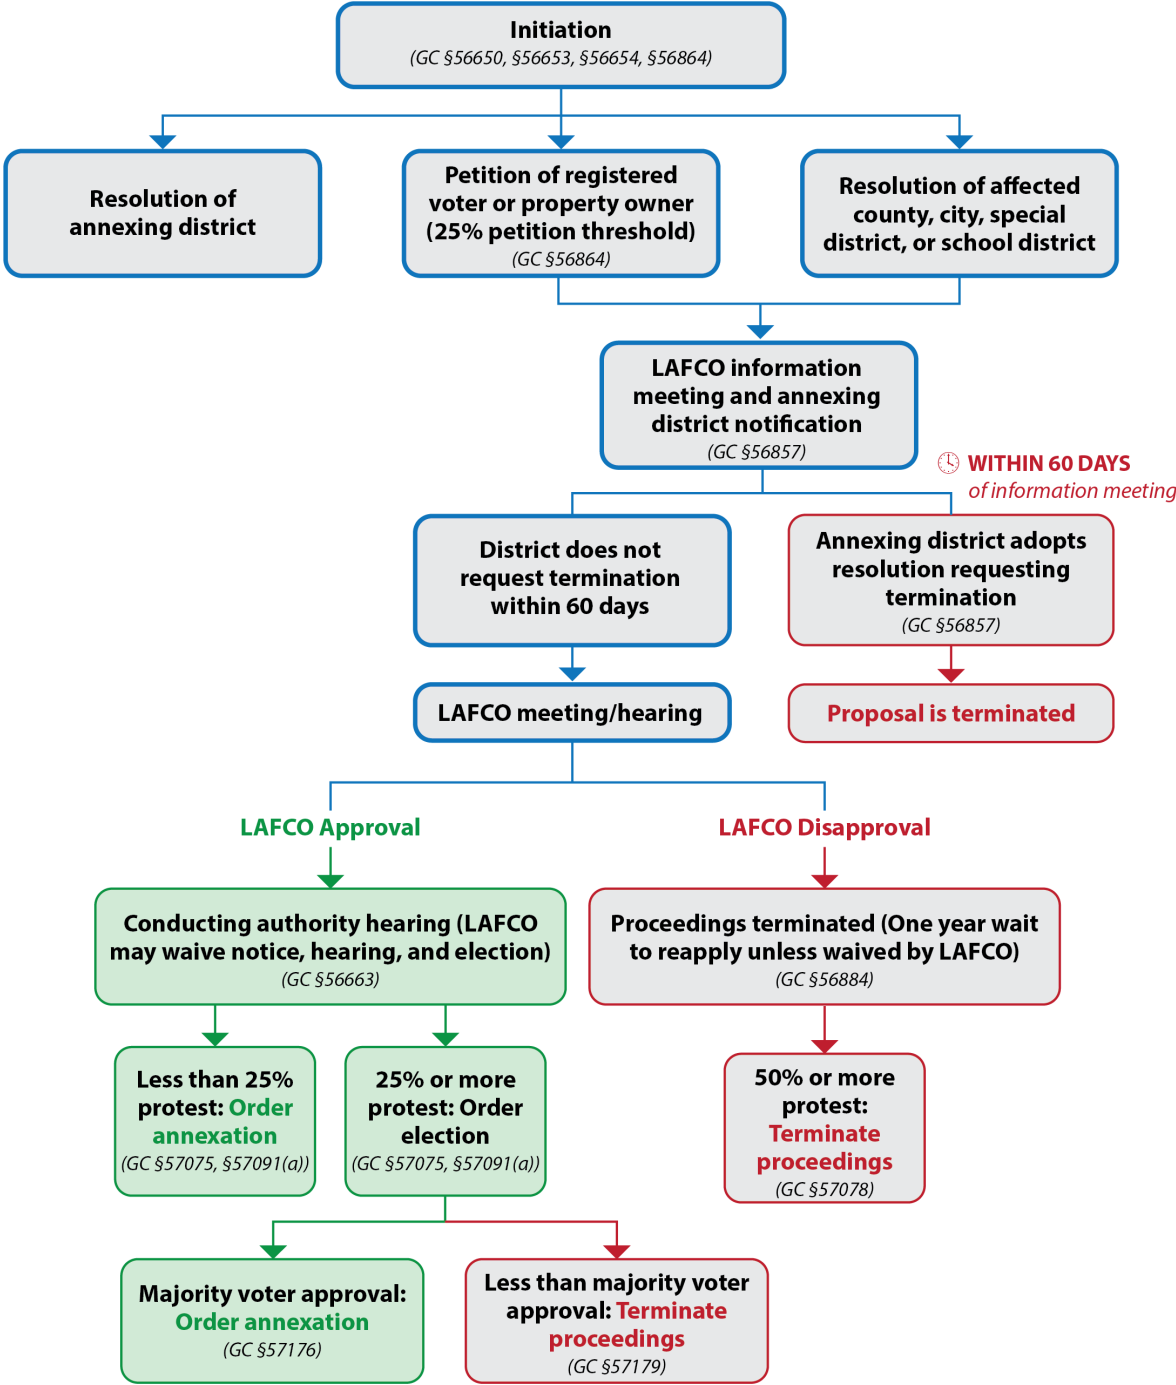 Initiation
(GC §56650, §56653, §56654, §56864)
Resolution of
annexing district
Petition of registered
voter or property owner
(25% petition threshold)
(GC §56864)
Resolution of affected
county, city, special
district, or school district
LAFCO information
meeting and annexing
district notification
(GC §56857)
WITHIN 60 DAYS
of information meeting
District does not
request termination
within 60 days
Annexing district adopts
resolution requesting
termination
(GC §56857)
LAFCO meeting/hearing
Proposal is terminated
LAFCO Approval
LAFCO Disapproval
Conducting authority hearing (LAFCO
may waive notice, hearing, and election)
(GC §56663)
Proceedings terminated (One year wait
to reapply unless waived by LAFCO)
(GC §56884)
Less than 25%
protest: Order
annexation
(GC §57075, §57091(a))
25% or more
protest: Order
election
(GC §57075, §57091(a))
50% or more
protest:
Terminate
proceedings
(GC §57078)
Majority voter approval:
Order annexation
(GC §57176)
Less than majority voter
approval: Terminate
proceedings
(GC §57179)